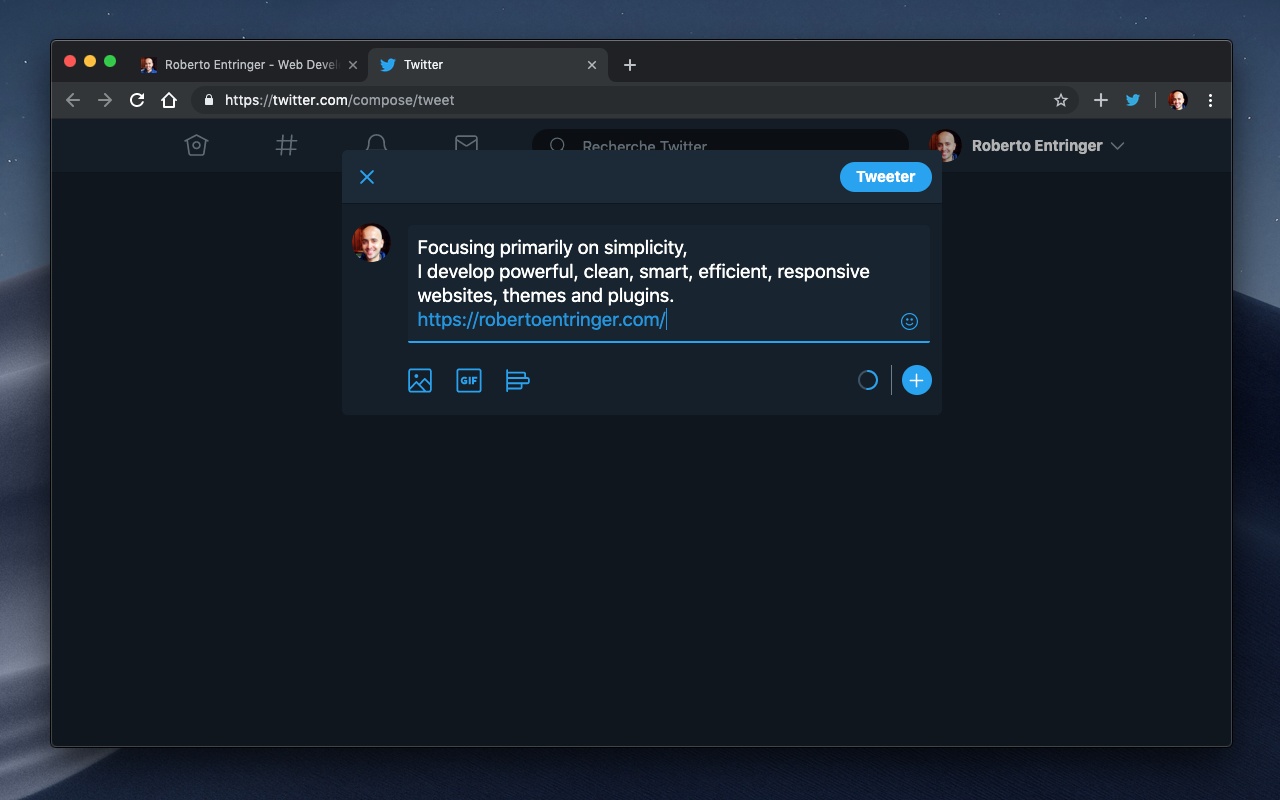 Roberto Entringer - Web Devel
Twitter
https://twitter.com/compose/tweet
Recherche Twitter
Roberto Entringer
Tweeter
Focusing primarily on simplicity,
I develop powerful, clean, smart, efficient, responsive
websites, themes and plugins.
https://robertoentringer.com/
GIF